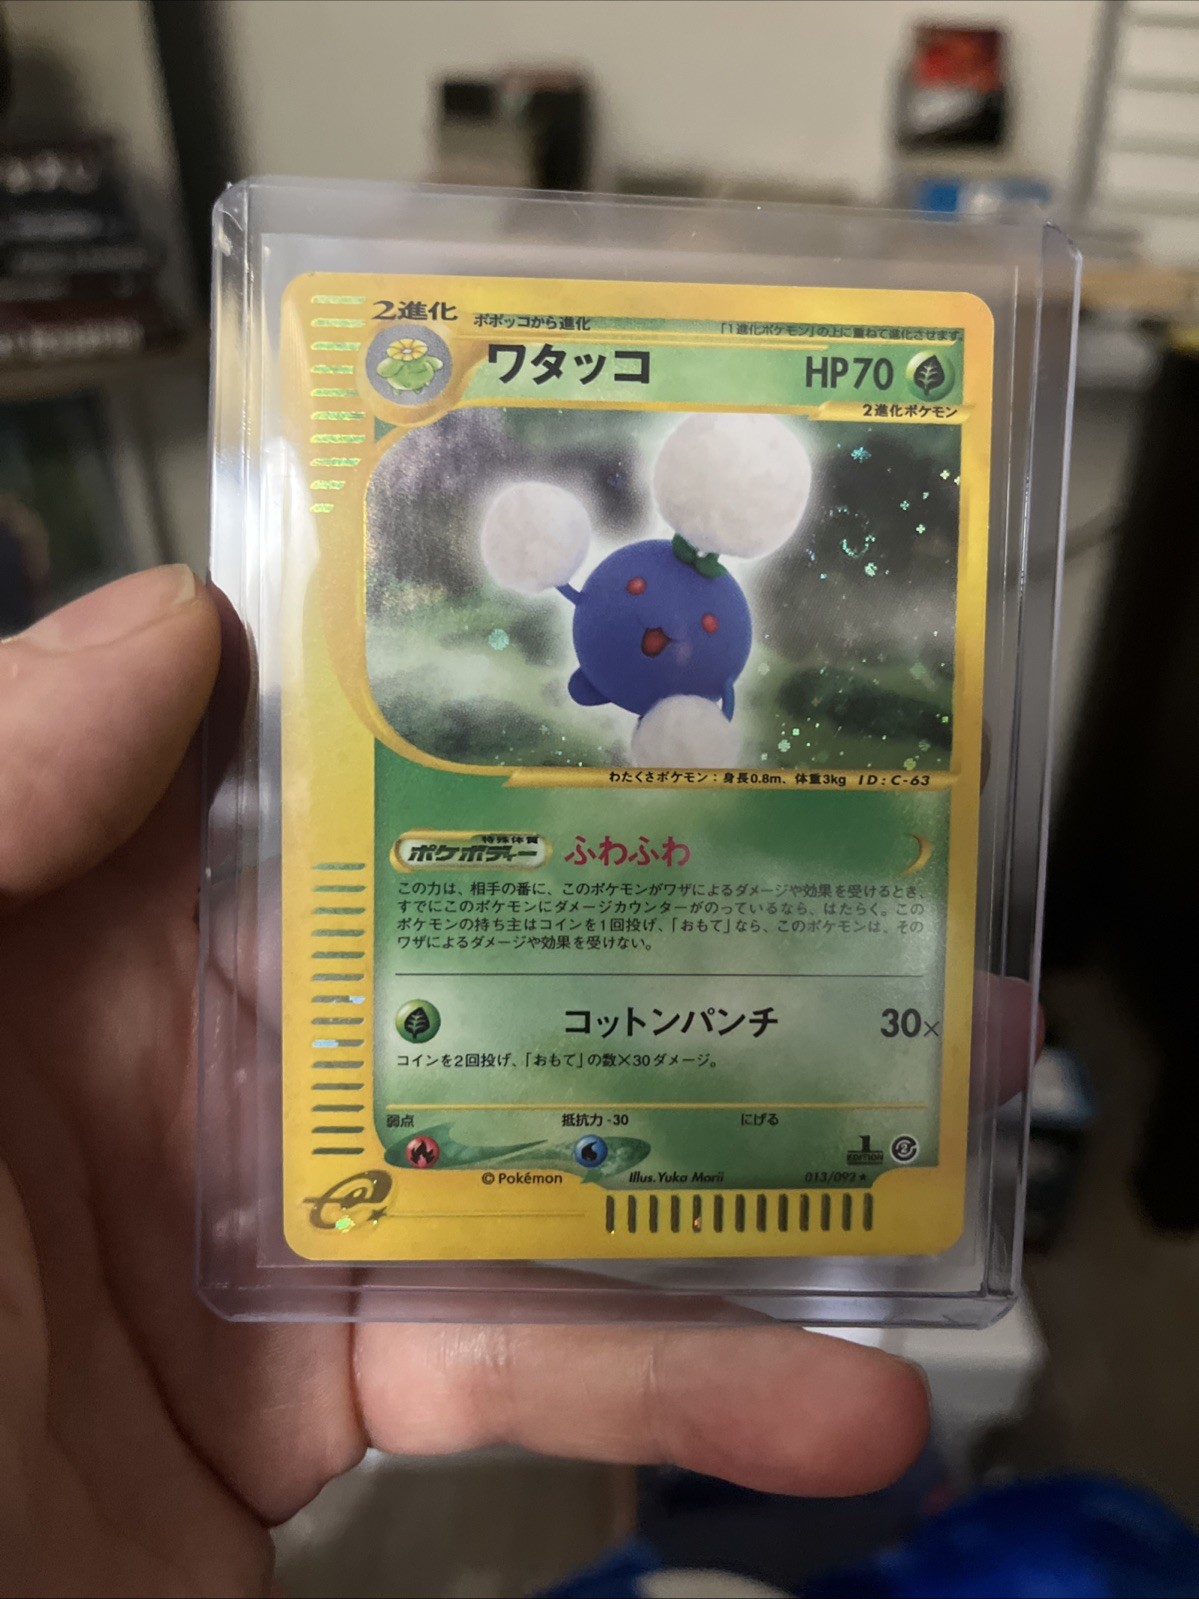 2進化
ポポッコから進化
「1進化ポケモン」の上に重ねて進化させます。
ワタッコ
HP70
2進化ポケモン
わたくさポケモン：身長0.8m、体重3kg ID:C-63
特殊体質
ポケボディー
ふわふわ
この力は、相手の番に、このポケモンがワザによるダメージや効果を受けるとき、
すでにこのポケモンにダメージカウンターがのっているなら、はたらく。この
ポケモンの持ち主はコインを1回投げ、「おもて」なら、このポケモンは、その
ワザによるダメージや効果を受けない。
コットンパンチ 30×
コインを2回投げ、「おもて」の数×30ダメージ。
弱点 抵抗力 -30 にげる
1 EDITION
2
©Pokémon Illus.Yuka Morii 013/092★
e